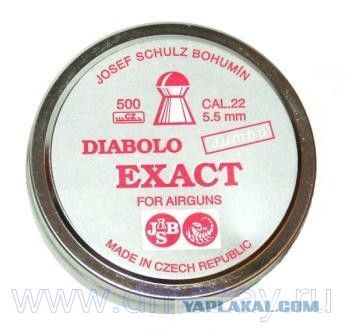 JOSEF SCHULZ BOHUMÍN
500
CZ
CAL.22
5.5 mm
DIABOLO
Jumbo
EXACT
FOR AIRGUNS
J S B
MADE IN CZECH REPUBLIC
YAPLAKAL.COM